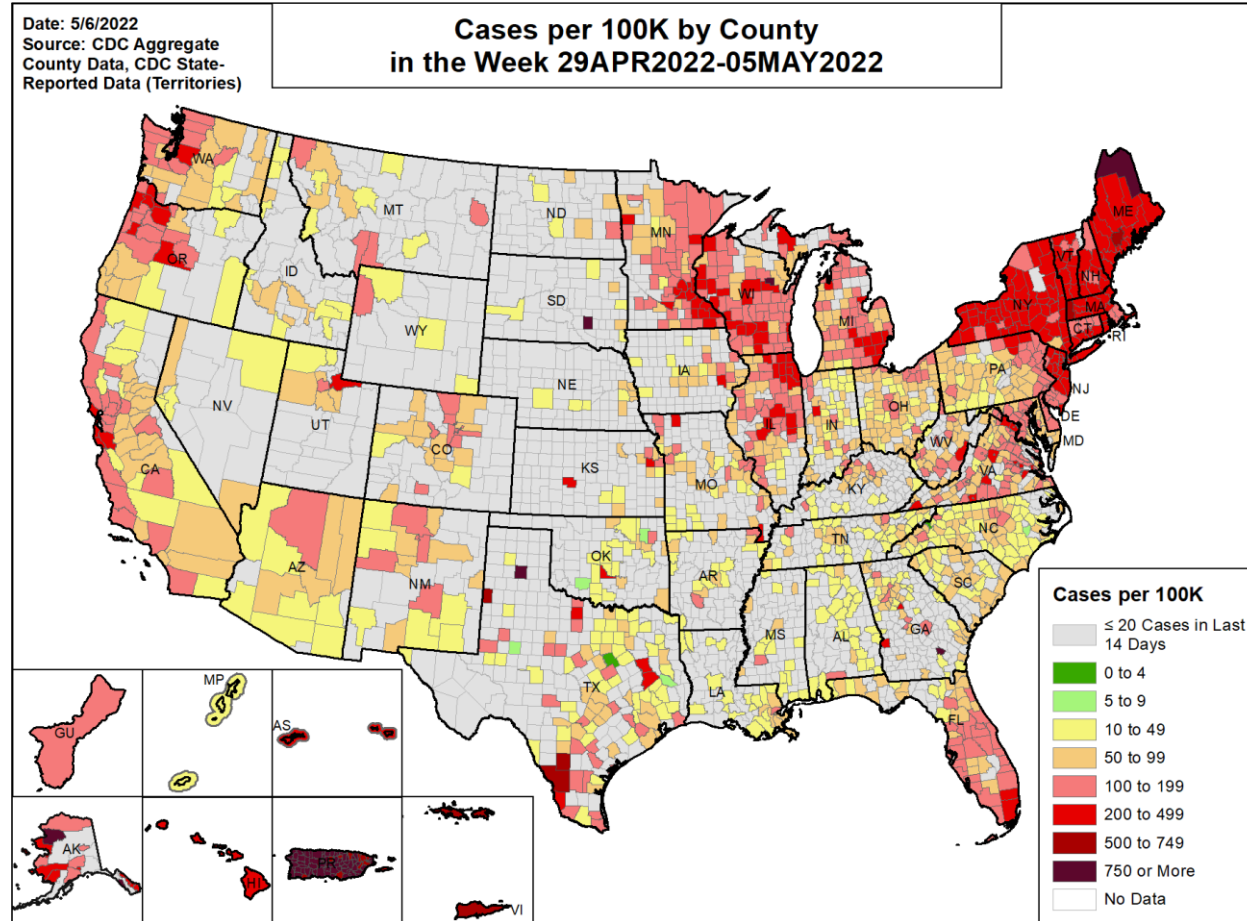 Date: 5/6/2022
Source: CDC Aggregate
County Data, CDC State-
Reported Data (Territories)
Cases per 100K by County
in the Week 29APR2022-05MAY2022
WA
MT
ND
MN
ME
OR
ID
SD
WI
VT
NH
NY
MA
CT
RI
WY
MI
IA
NE
PA
NJ
NV
UT
IL
IN
OH
DE
MD
CA
CO
KS
MO
WV
VA
KY
AZ
NM
OK
AR
TN
NC
SC
TX
LA
MS
AL
GA
FL
GU
MP
AS
AK
HI
PR
VI
Cases per 100K
≤ 20 Cases in Last
14 Days
0 to 4
5 to 9
10 to 49
50 to 99
100 to 199
200 to 499
500 to 749
750 or More
No Data